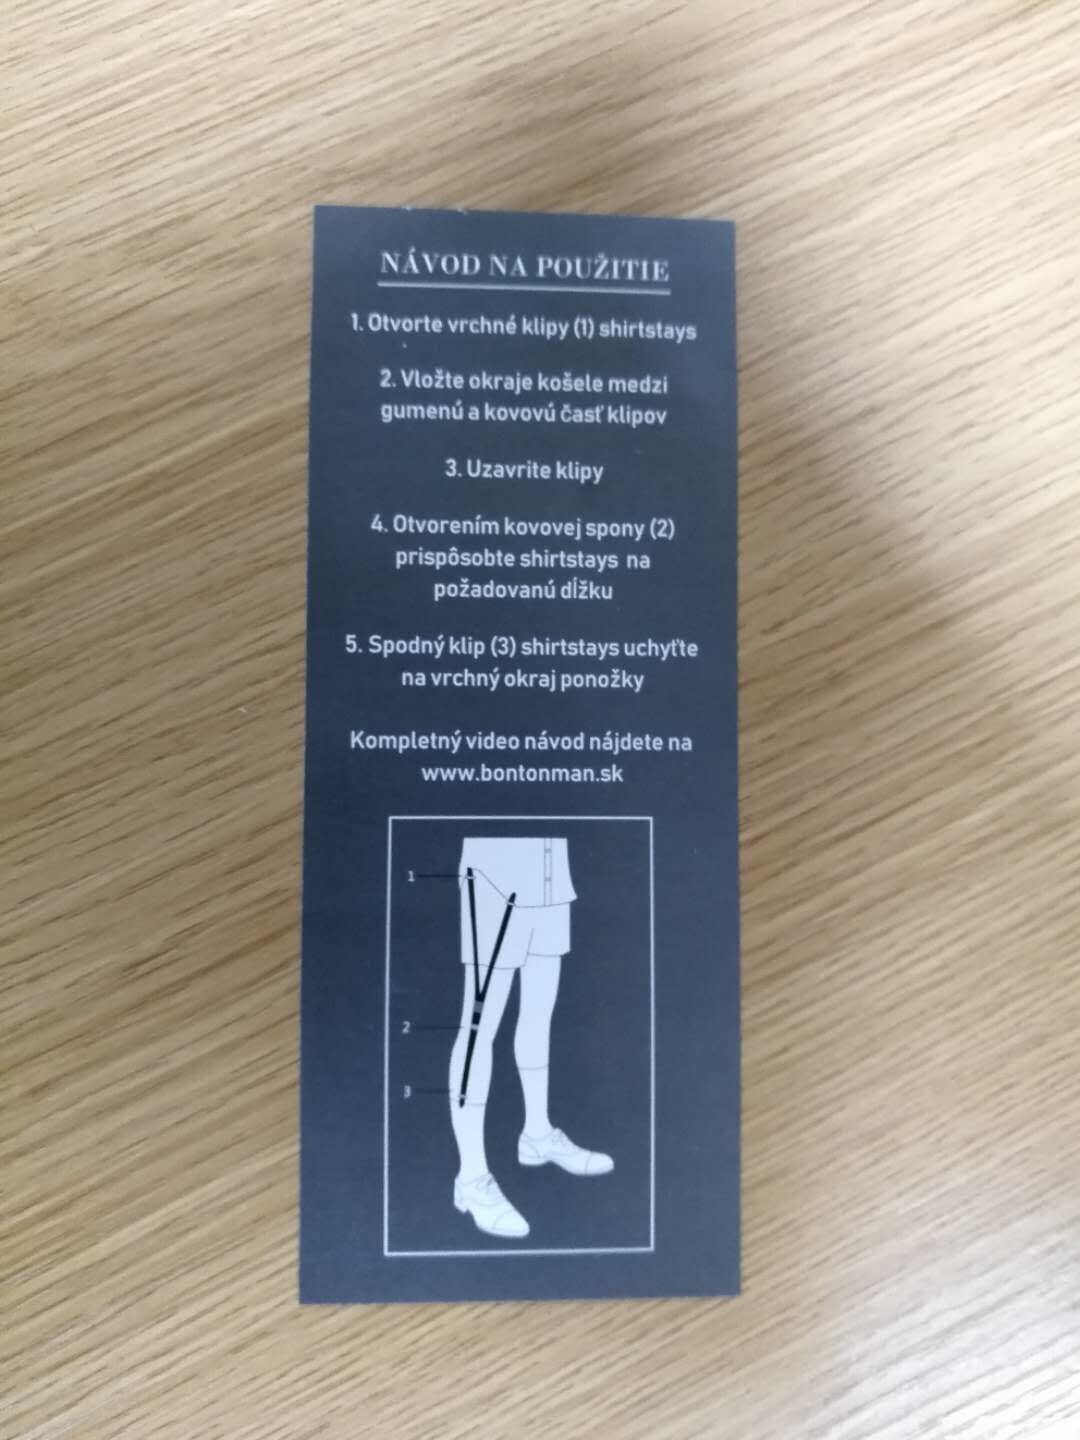 NÁVOD NA POUŽITIE
1. Otvorte vrchné klipy (1) shirtstays
2. Vložte okraje košele medzi
gumenú a kovovú časť klipov
3. Uzavrite klipy
4. Otvorením kovovej spony (2)
prispôsobte shirtstays na
požadovanú dĺžku
5. Spodný klip (3) shirtstays uchyťte
na vrchný okraj ponožky
Kompletný video návod nájdete na
www.bontonman.sk
1
2
3